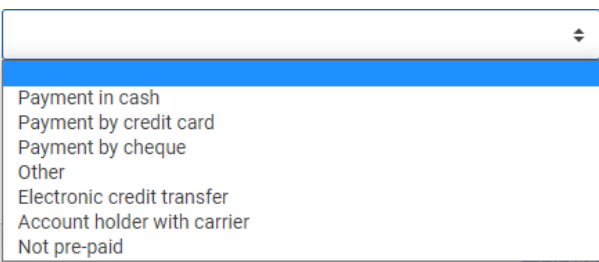 Payment in cash
Payment by credit card
Payment by cheque
Other
Electronic credit transfer
Account holder with carrier
Not pre-paid